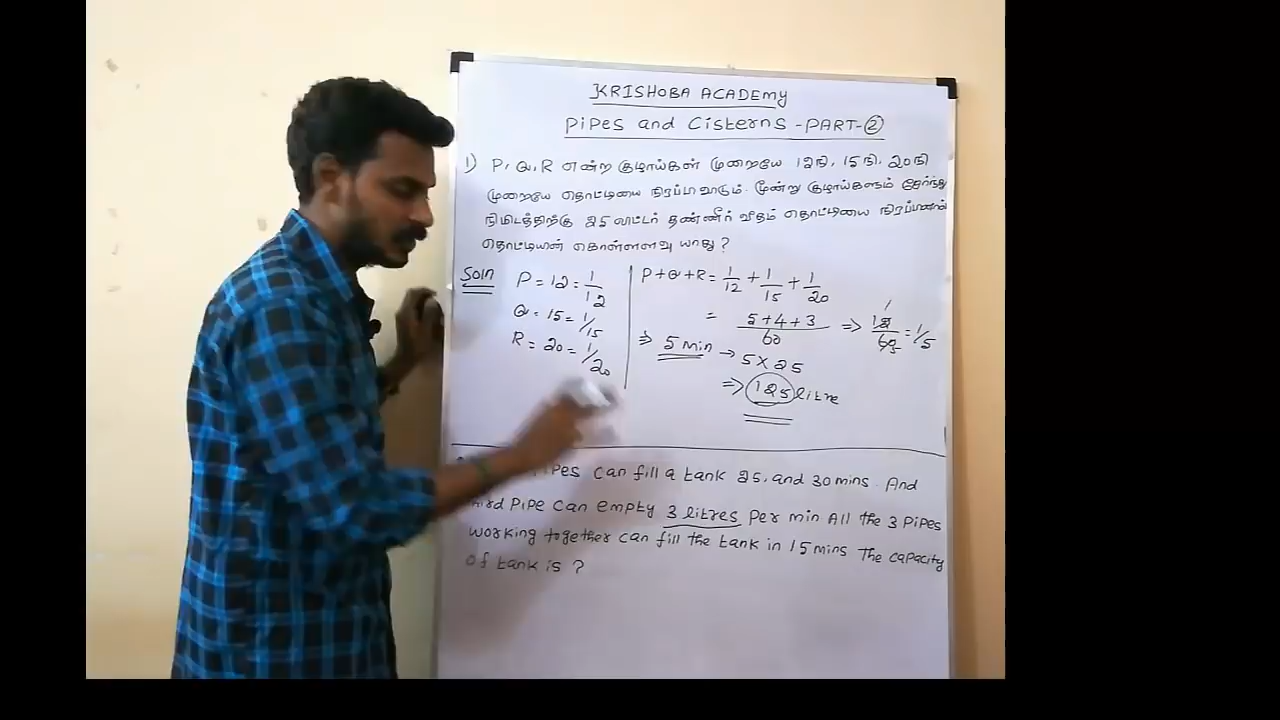 KRISHOBA ACADEMY
Pipes and Cisterns -PART-②
1) P, Q, R என்ற குழாய்கள் முறையே 12நி, 15நி, 20நி
முறையே தொட்டியை நிரப்பவாடும். மூன்று குழாய்களும் சேர்ந்து
நிமிடத்திற்கு 25 லிட்டர் தண்ணீர் வீதம் தொட்டியை
தொட்டியின் கொள்ளளவு யாது?
Soln
P = 12 = 1/12
Q = 15 = 1/15
R = 20 = 1/20
P+Q+R = 1/12 + 1/15 + 1/20
= 5+4+3/60 => 12/60 = 1/5
=> 5 min → 5 X 25
=> 125 litre
Pipes can fill a tank 25, and 30 mins. And
Pipe can empty 3 litres per min All the 3 pipes
working together can fill the tank in 15 mins The capacity
of tank is ?